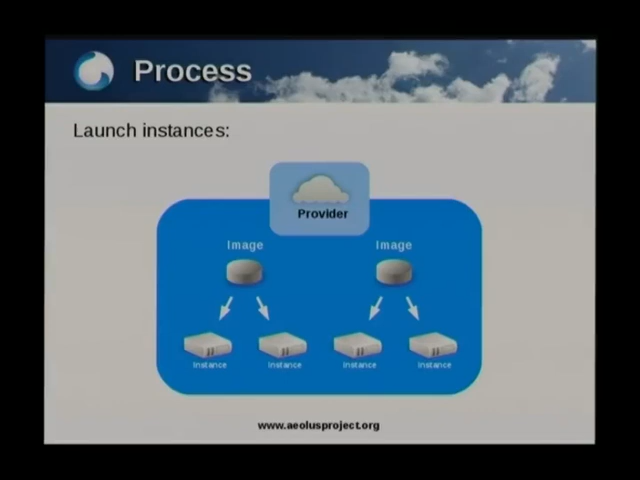 Process
Launch instances:
Provider
Image Image
Instance Instance Instance Instance
www.aeolusproject.org